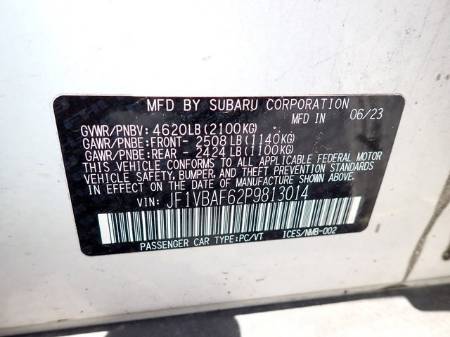 MFD BY SUBARU CORPORATION
MFD IN 06/23
GVWR/PNBV: 4620LB(2100KG)
GAWR/PNBE:FRONT- 2508LB(1140KG)
GAWR/PNBE:REAR - 2424LB(1100KG)
THIS VEHICLE CONFORMS TO ALL APPLICABLE FEDERAL MOTOR
VEHICLE SAFETY, BUMPER, AND THEFT PREVENTION STANDARDS
IN EFFECT ON THE DATE OF MANUFACTURE SHOWN ABOVE.
VIN: JF1VBAF62P9813014
PASSENGER CAR TYPE:PC/VT ICES/NMB-002